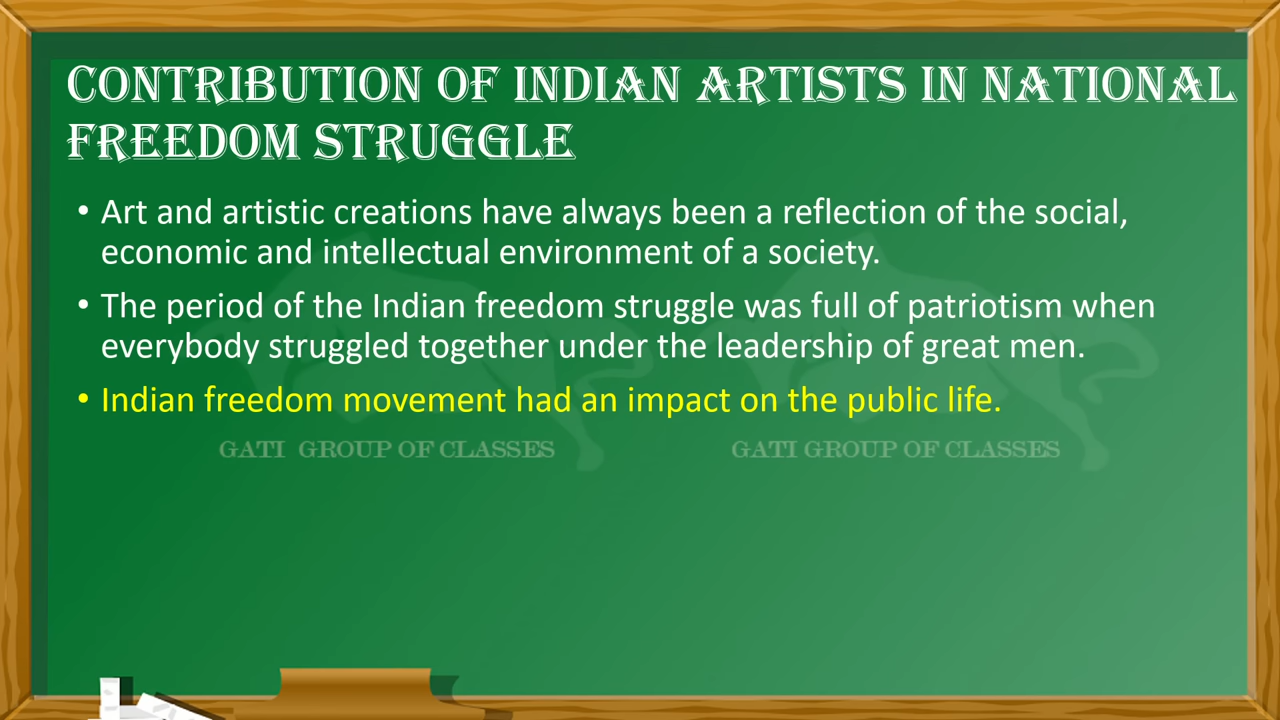 CONTRIBUTION OF INDIAN ARTISTS IN NATIONAL
FREEDOM STRUGGLE
• Art and artistic creations have always been a reflection of the social,
economic and intellectual environment of a society.
• The period of the Indian freedom struggle was full of patriotism when
everybody struggled together under the leadership of great men.
• Indian freedom movement had an impact on the public life.
GATI GROUP OF CLASSES
GATI GROUP OF CLASSES